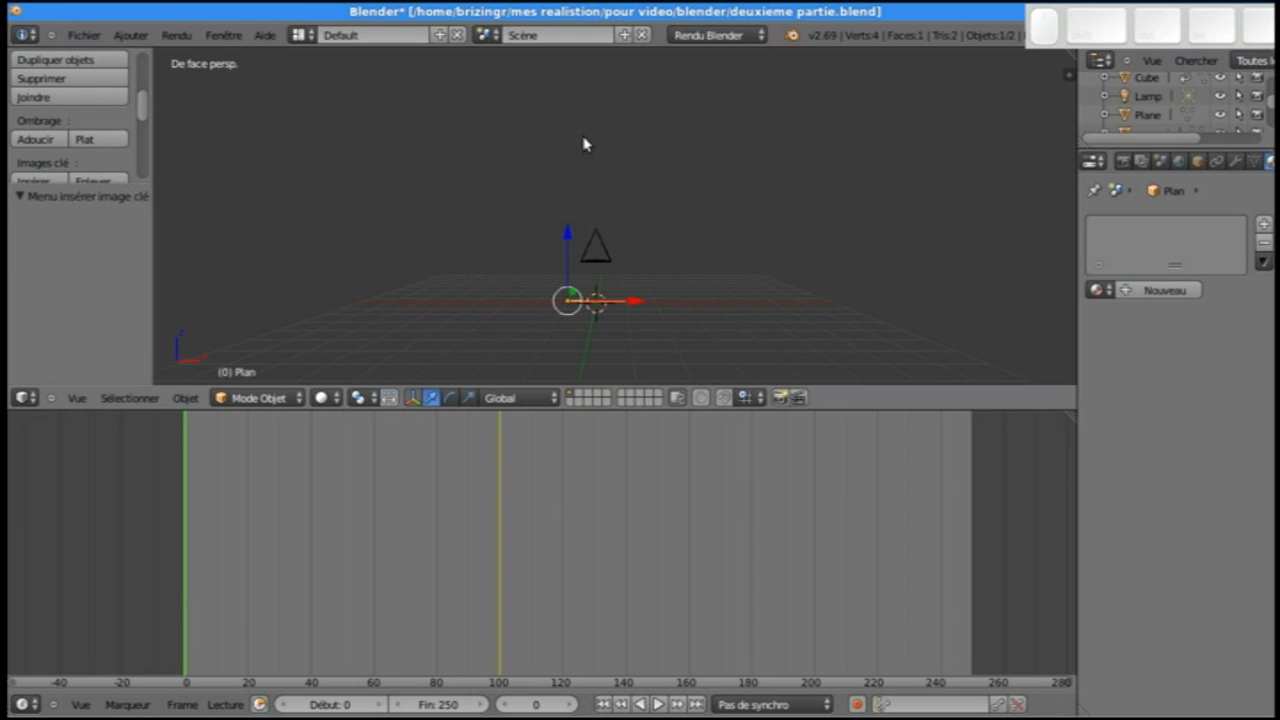 Blender* [/home/brizingr/mes realistion/pour video/blender/deuxieme partie.blend]
Fichier Ajouter Rendu Fenêtre Aide Default Scène Rendu Blender v2.69 | Verts:4 | Faces:1 | Tris:2 | Objets:1/2 |
Dupliquer objets
Supprimer
Joindre
Ombrage :
Adoucir Plat
Images clé :
Insérer Enlever
Menu insérer image clé
De face persp.
z
(0) Plan
Vue Chercher Toutes l
Cube
Lamp
Plane
Plan
Nouveau
Vue Sélectionner Objet Mode Objet Global
-40 -20 0 20 40 60 80 100 120 140 160 180 200 220 240 260 280
Vue Marqueur Frame Lecture Début: 0 Fin: 250 0 Pas de synchro